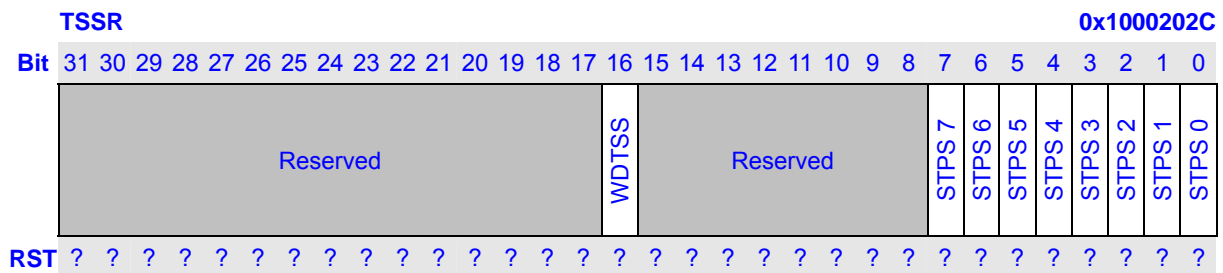 TSSR 0x1000202C
Bit 31 30 29 28 27 26 25 24 23 22 21 20 19 18 17 16 15 14 13 12 11 10 9 8 7 6 5 4 3 2 1 0
Reserved WDTSS Reserved STPS 7 STPS 6 STPS 5 STPS 4 STPS 3 STPS 2 STPS 1 STPS 0
RST ? ? ? ? ? ? ? ? ? ? ? ? ? ? ? ? ? ? ? ? ? ? ? ? ? ? ? ? ? ? ? ?